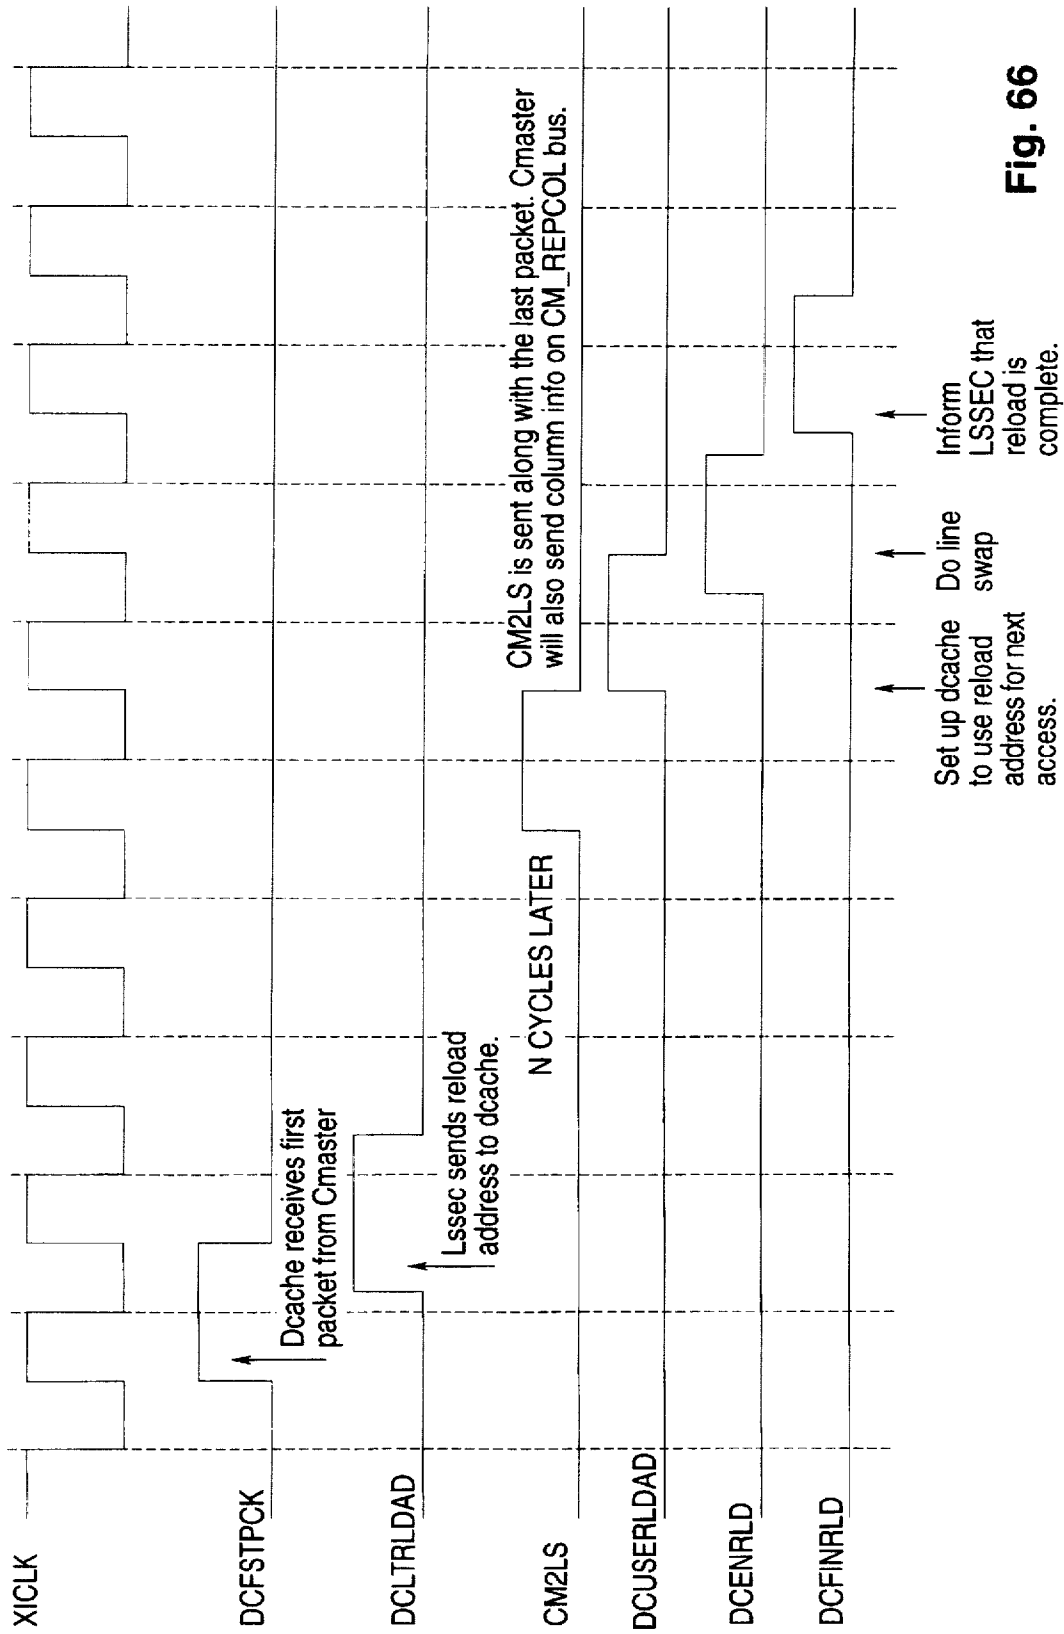 XICLK
DCFSTPCK
Dcache receives first
packet from Cmaster
DCLTRLDAD
Lssec sends reload
address to dcache.
CM2LS
N CYCLES LATER
CM2LS is sent along with the last packet. Cmaster
will also send column info on CM_REPCOL bus.
DCUSERLDAD
DCENRLD
DCFINRLD
Set up dcache
to use reload
address for next
access.
Do line
swap
Inform
LSSEC that
reload is
complete.
Fig. 66